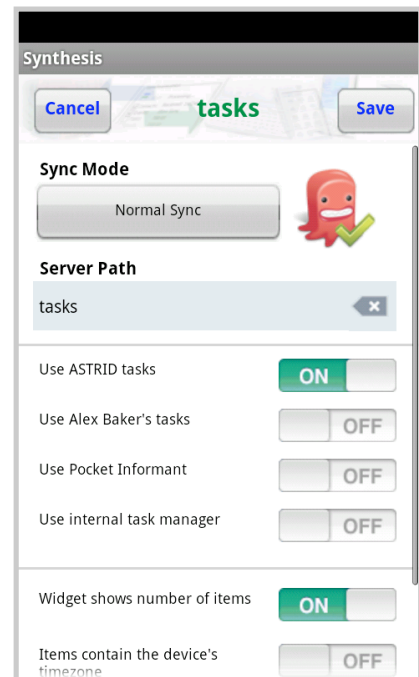 Synthesis
Cancel
tasks
Save
Sync Mode
Normal Sync
Server Path
tasks
Use ASTRID tasks
ON
Use Alex Baker's tasks
OFF
Use Pocket Informant
OFF
Use internal task manager
OFF
Widget shows number of items
ON
Items contain the device's
timezone
OFF